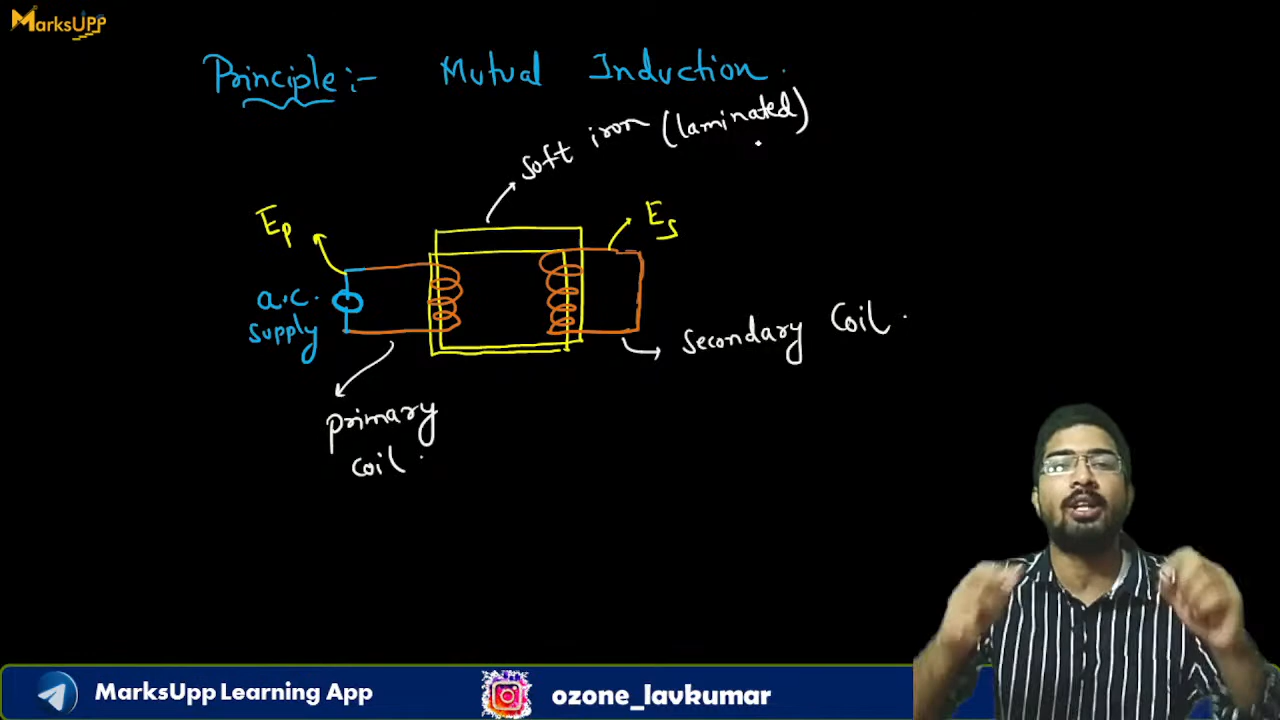 MarksUPP
Principle :- Mutual Induction.
soft iron (laminated)
Ep
Es
a.c.
supply
secondary coil.
primary
coil.
MarksUpp Learning App
ozone_lavkumar